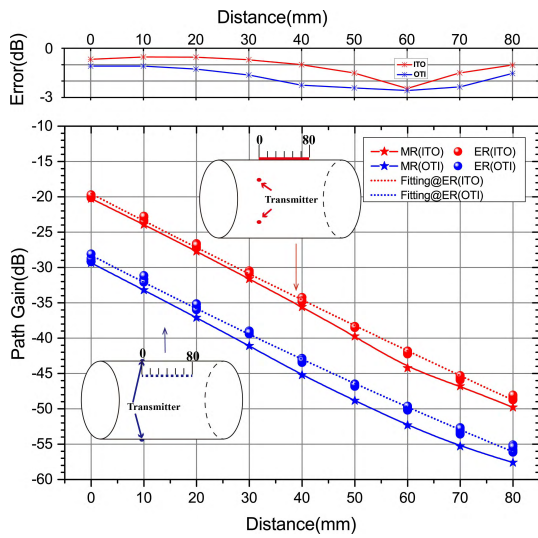 Distance(mm)
0 10 20 30 40 50 60 70 80
Error(dB)
0
-3
ITO
OTI
Path Gain(dB)
-10
-15
-20
-25
-30
-35
-40
-45
-50
-55
-60
0 80
Transmitter
MR(ITO) ER(ITO)
MR(OTI) ER(OTI)
Fitting@ER(ITO)
Fitting@ER(OTI)
0 80
Transmitter
0 10 20 30 40 50 60 70 80
Distance(mm)